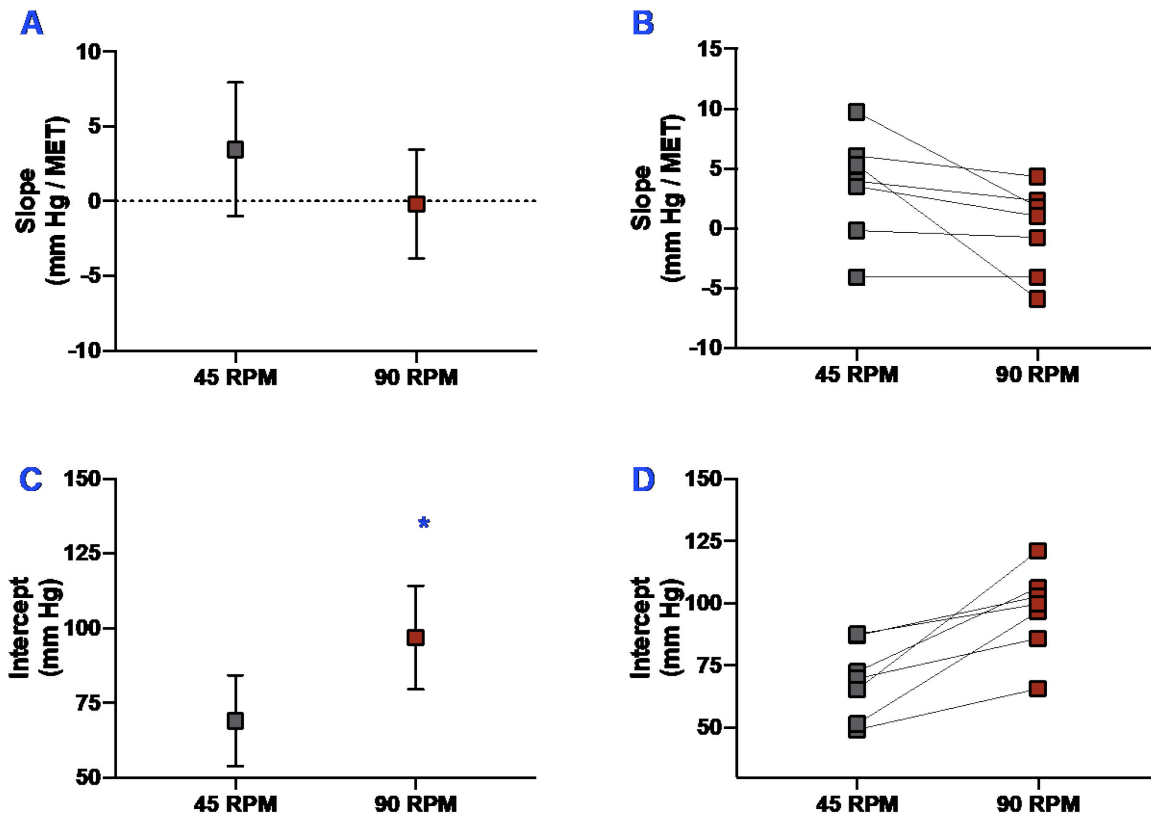 A
10
5
0
-5
-10
Slope
(mm Hg / MET)
45 RPM
90 RPM
B
15
10
5
0
-5
-10
Slope
(mm Hg / MET)
45 RPM
90 RPM
C
150
125
100
75
50
Intercept
(mm Hg)
*
45 RPM
90 RPM
D
150
125
100
75
50
Intercept
(mm Hg)
45 RPM
90 RPM